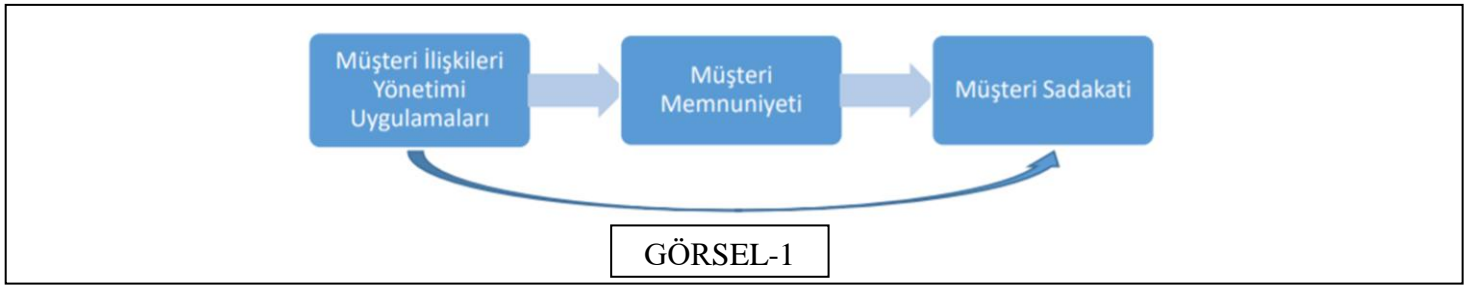 Müşteri İlişkileri
Yönetimi
Uygulamaları
Müşteri
Memnuniyeti
Müşteri Sadakati
GÖRSEL-1